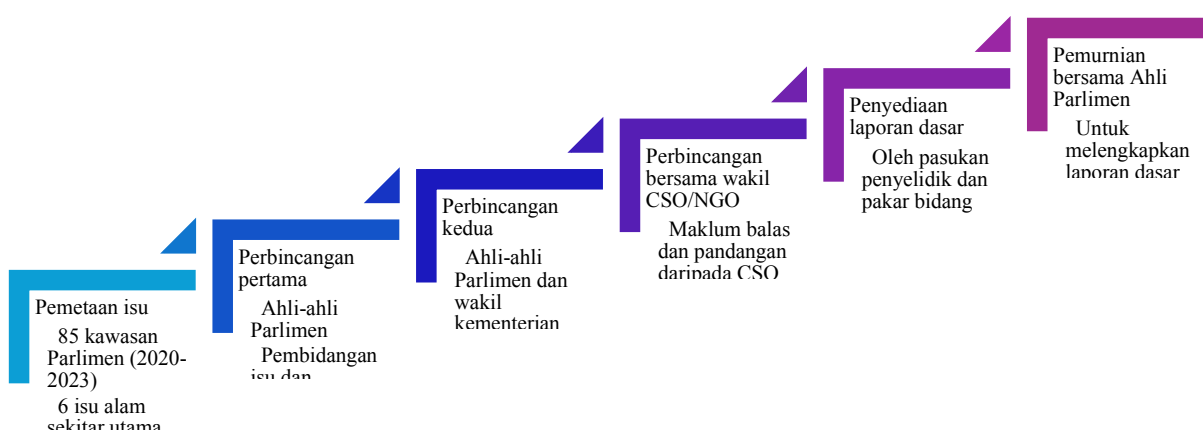 Pemetaan isu
85 kawasan
Parlimen (2020-
2023)
6 isu alam
sekitar utama
Perbincangan
pertama
Ahli-ahli
Parlimen
Pembidangan
isu dan
Perbincangan
kedua
Ahli-ahli
Parlimen dan
wakil
kementerian
Perbincangan
bersama wakil
CSO/NGO
Maklum balas
dan pandangan
daripada CSO
Penyediaan
laporan dasar
Oleh pasukan
penyelidik dan
pakar bidang
Pemurnian
bersama Ahli
Parlimen
Untuk
melengkapkan
laporan dasar